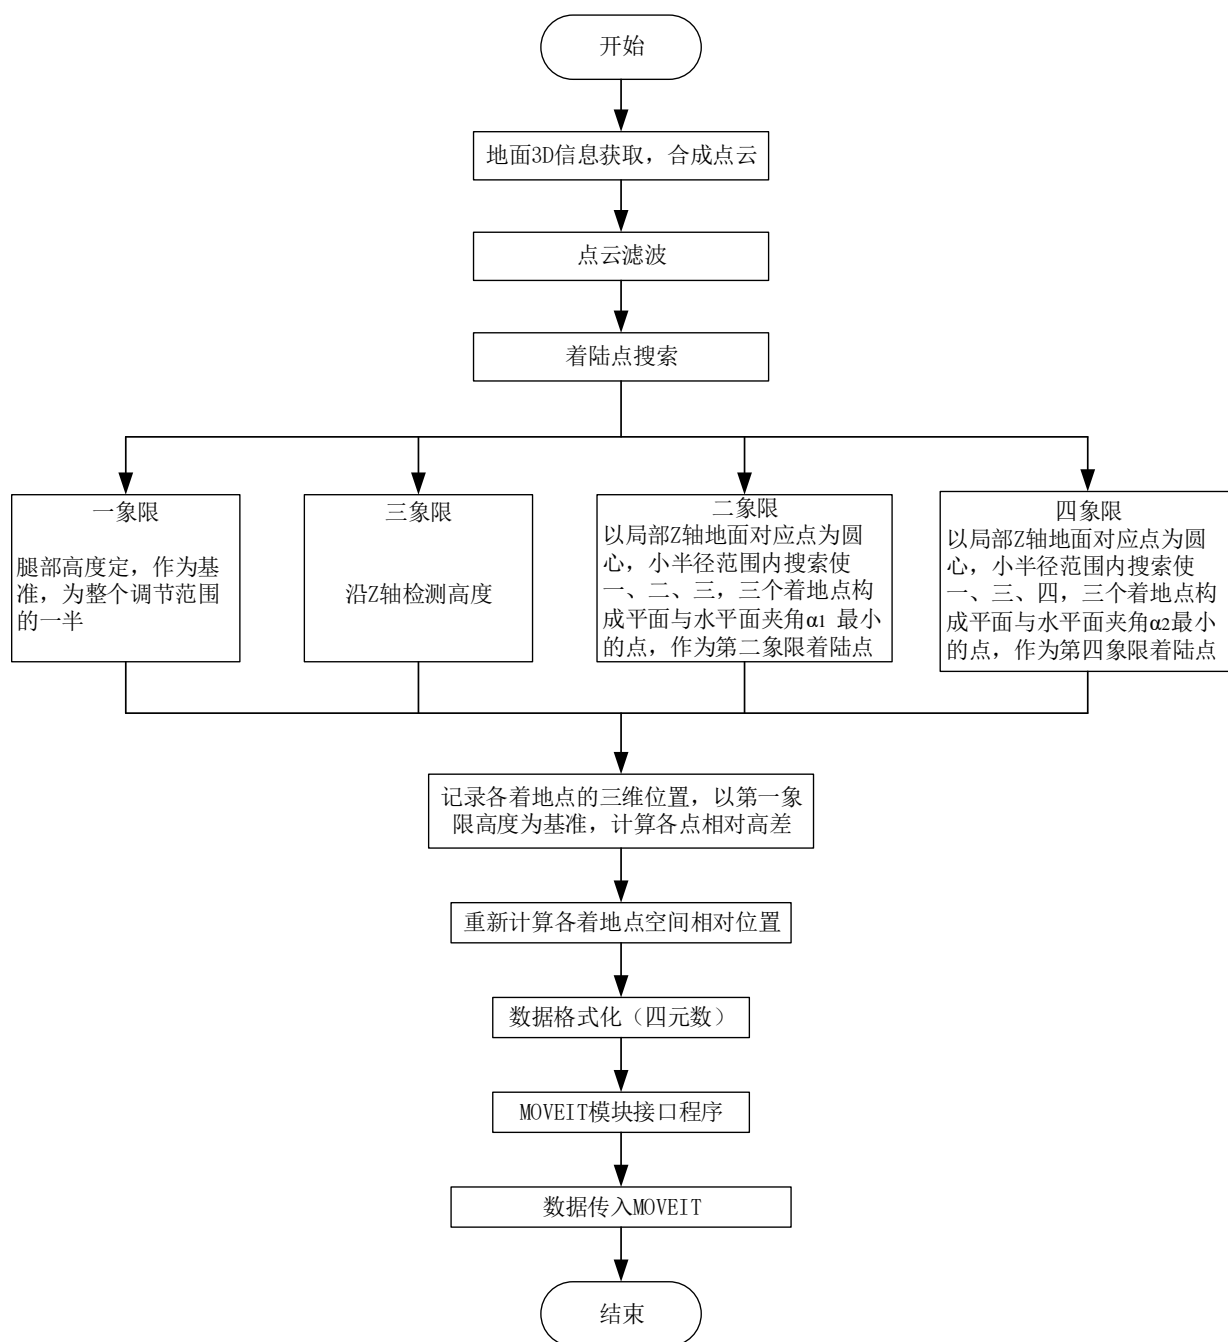 开始
地面3D信息获取，合成点云
点云滤波
着陆点搜索
一象限
腿部高度定，作为基
准，为整个调节范围
的一半
三象限
沿Z轴检测高度
二象限
以局部Z轴地面对应点为圆
心，小半径范围内搜索使
一、二、三，三个着地点构
成平面与水平面夹角α1 最小
的点，作为第二象限着陆点
四象限
以局部Z轴地面对应点为圆
心，小半径范围内搜索使
一、三、四，三个着地点构
成平面与水平面夹角α2最小
的点，作为第四象限着陆点
记录各着地点的三维位置，以第一象
限高度为基准，计算各点相对高差
重新计算各着地点空间相对位置
数据格式化（四元数）
MOVEIT模块接口程序
数据传入MOVEIT
结束